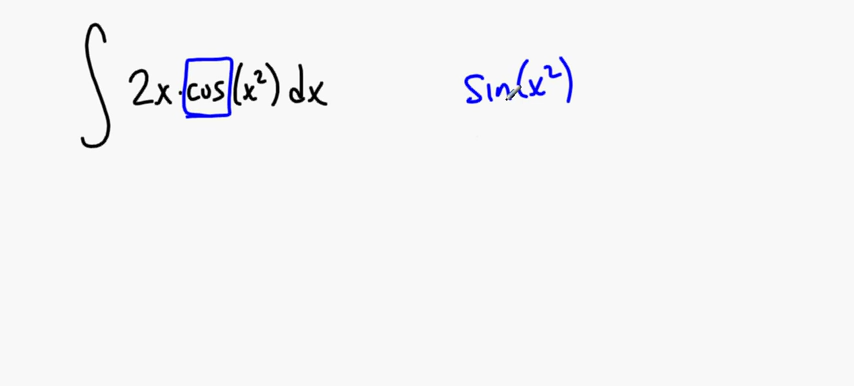 ∫ 2x·cos(x²) dx sin(x²)